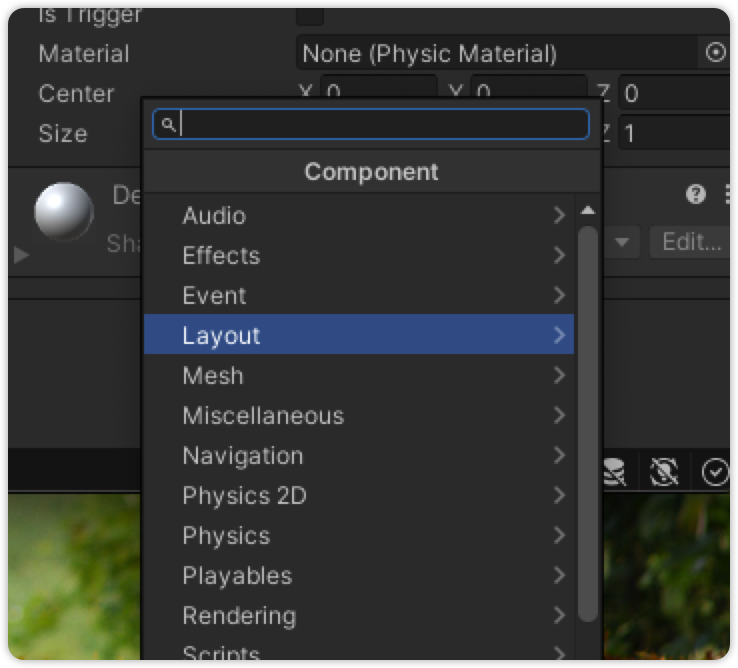 Is Trigger
Material None (Physic Material)
Center X 0 Y 0 Z 0
Size Z 1
Component
De
Sha
Edit...
Audio
Effects
Event
Layout
Mesh
Miscellaneous
Navigation
Physics 2D
Physics
Playables
Rendering
Scripts